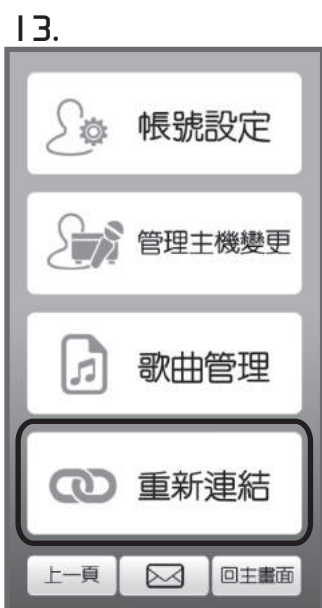 13.
帳號設定
管理主機變更
歌曲管理
重新連結
上一頁 回主畫面